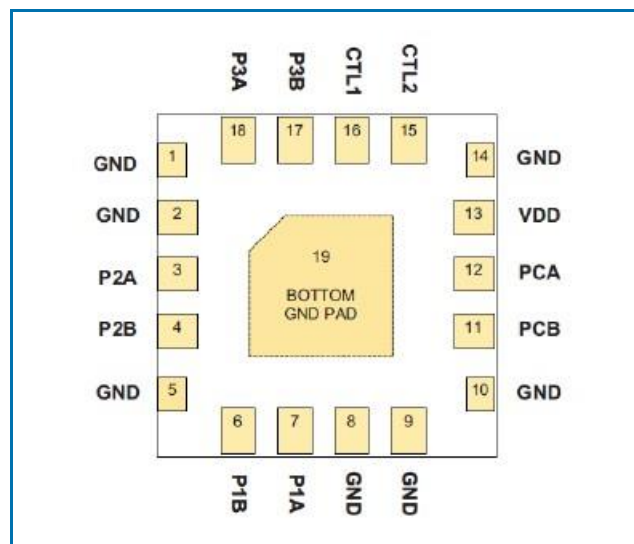 P3A P3B CTL1 CTL2
18 17 16 15
GND 1 14 GND
GND 2 13 VDD
19
P2A 3 12 PCA
BOTTOM
GND PAD
P2B 4 11 PCB
GND 5 10 GND
6 7 8 9
P1B P1A GND GND